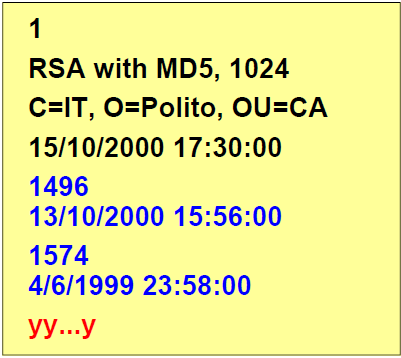 1
RSA with MD5, 1024
C=IT, O=Polito, OU=CA
15/10/2000 17:30:00
1496
13/10/2000 15:56:00
1574
4/6/1999 23:58:00
yy...y